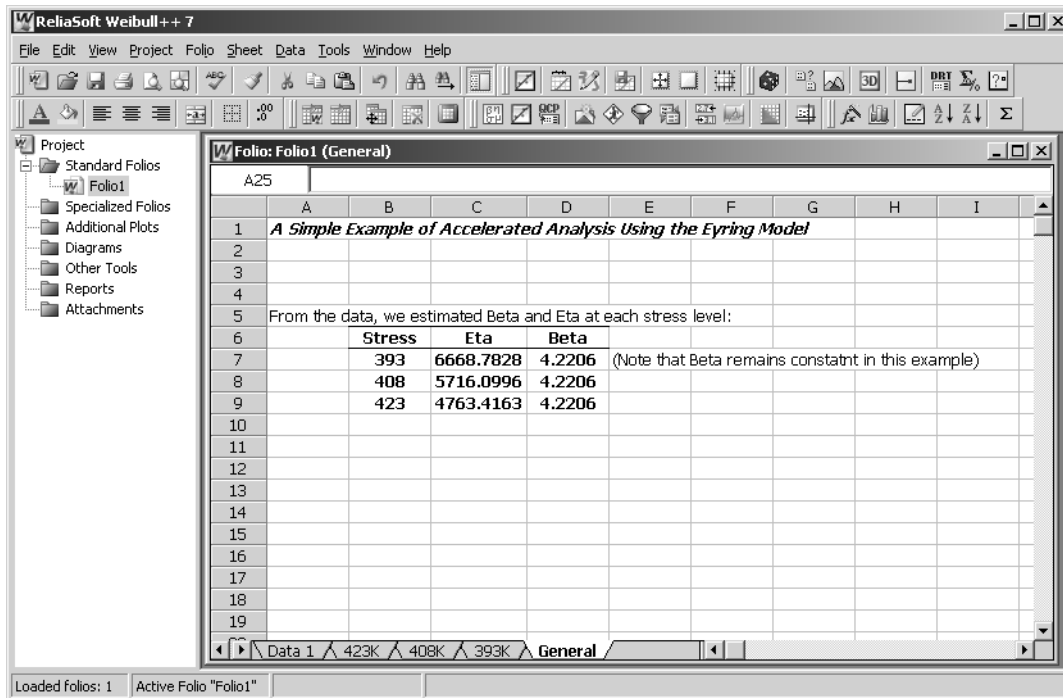 ReliaSoft Weibull++ 7
File Edit View Project Folio Sheet Data Tools Window Help
Project
Standard Folios
Folio1
Specialized Folios
Additional Plots
Diagrams
Other Tools
Reports
Attachments
Folio: Folio1 (General)
A25
A B C D E F G H I
1 A Simple Example of Accelerated Analysis Using the Eyring Model
2
3
4
5 From the data, we estimated Beta and Eta at each stress level:
6 Stress Eta Beta
7 393 6668.7828 4.2206 (Note that Beta remains constatnt in this example)
8 408 5716.0996 4.2206
9 423 4763.4163 4.2206
10
11
12
13
14
15
16
17
18
19
Data 1 423K 408K 393K General
Loaded folios: 1 Active Folio "Folio1"